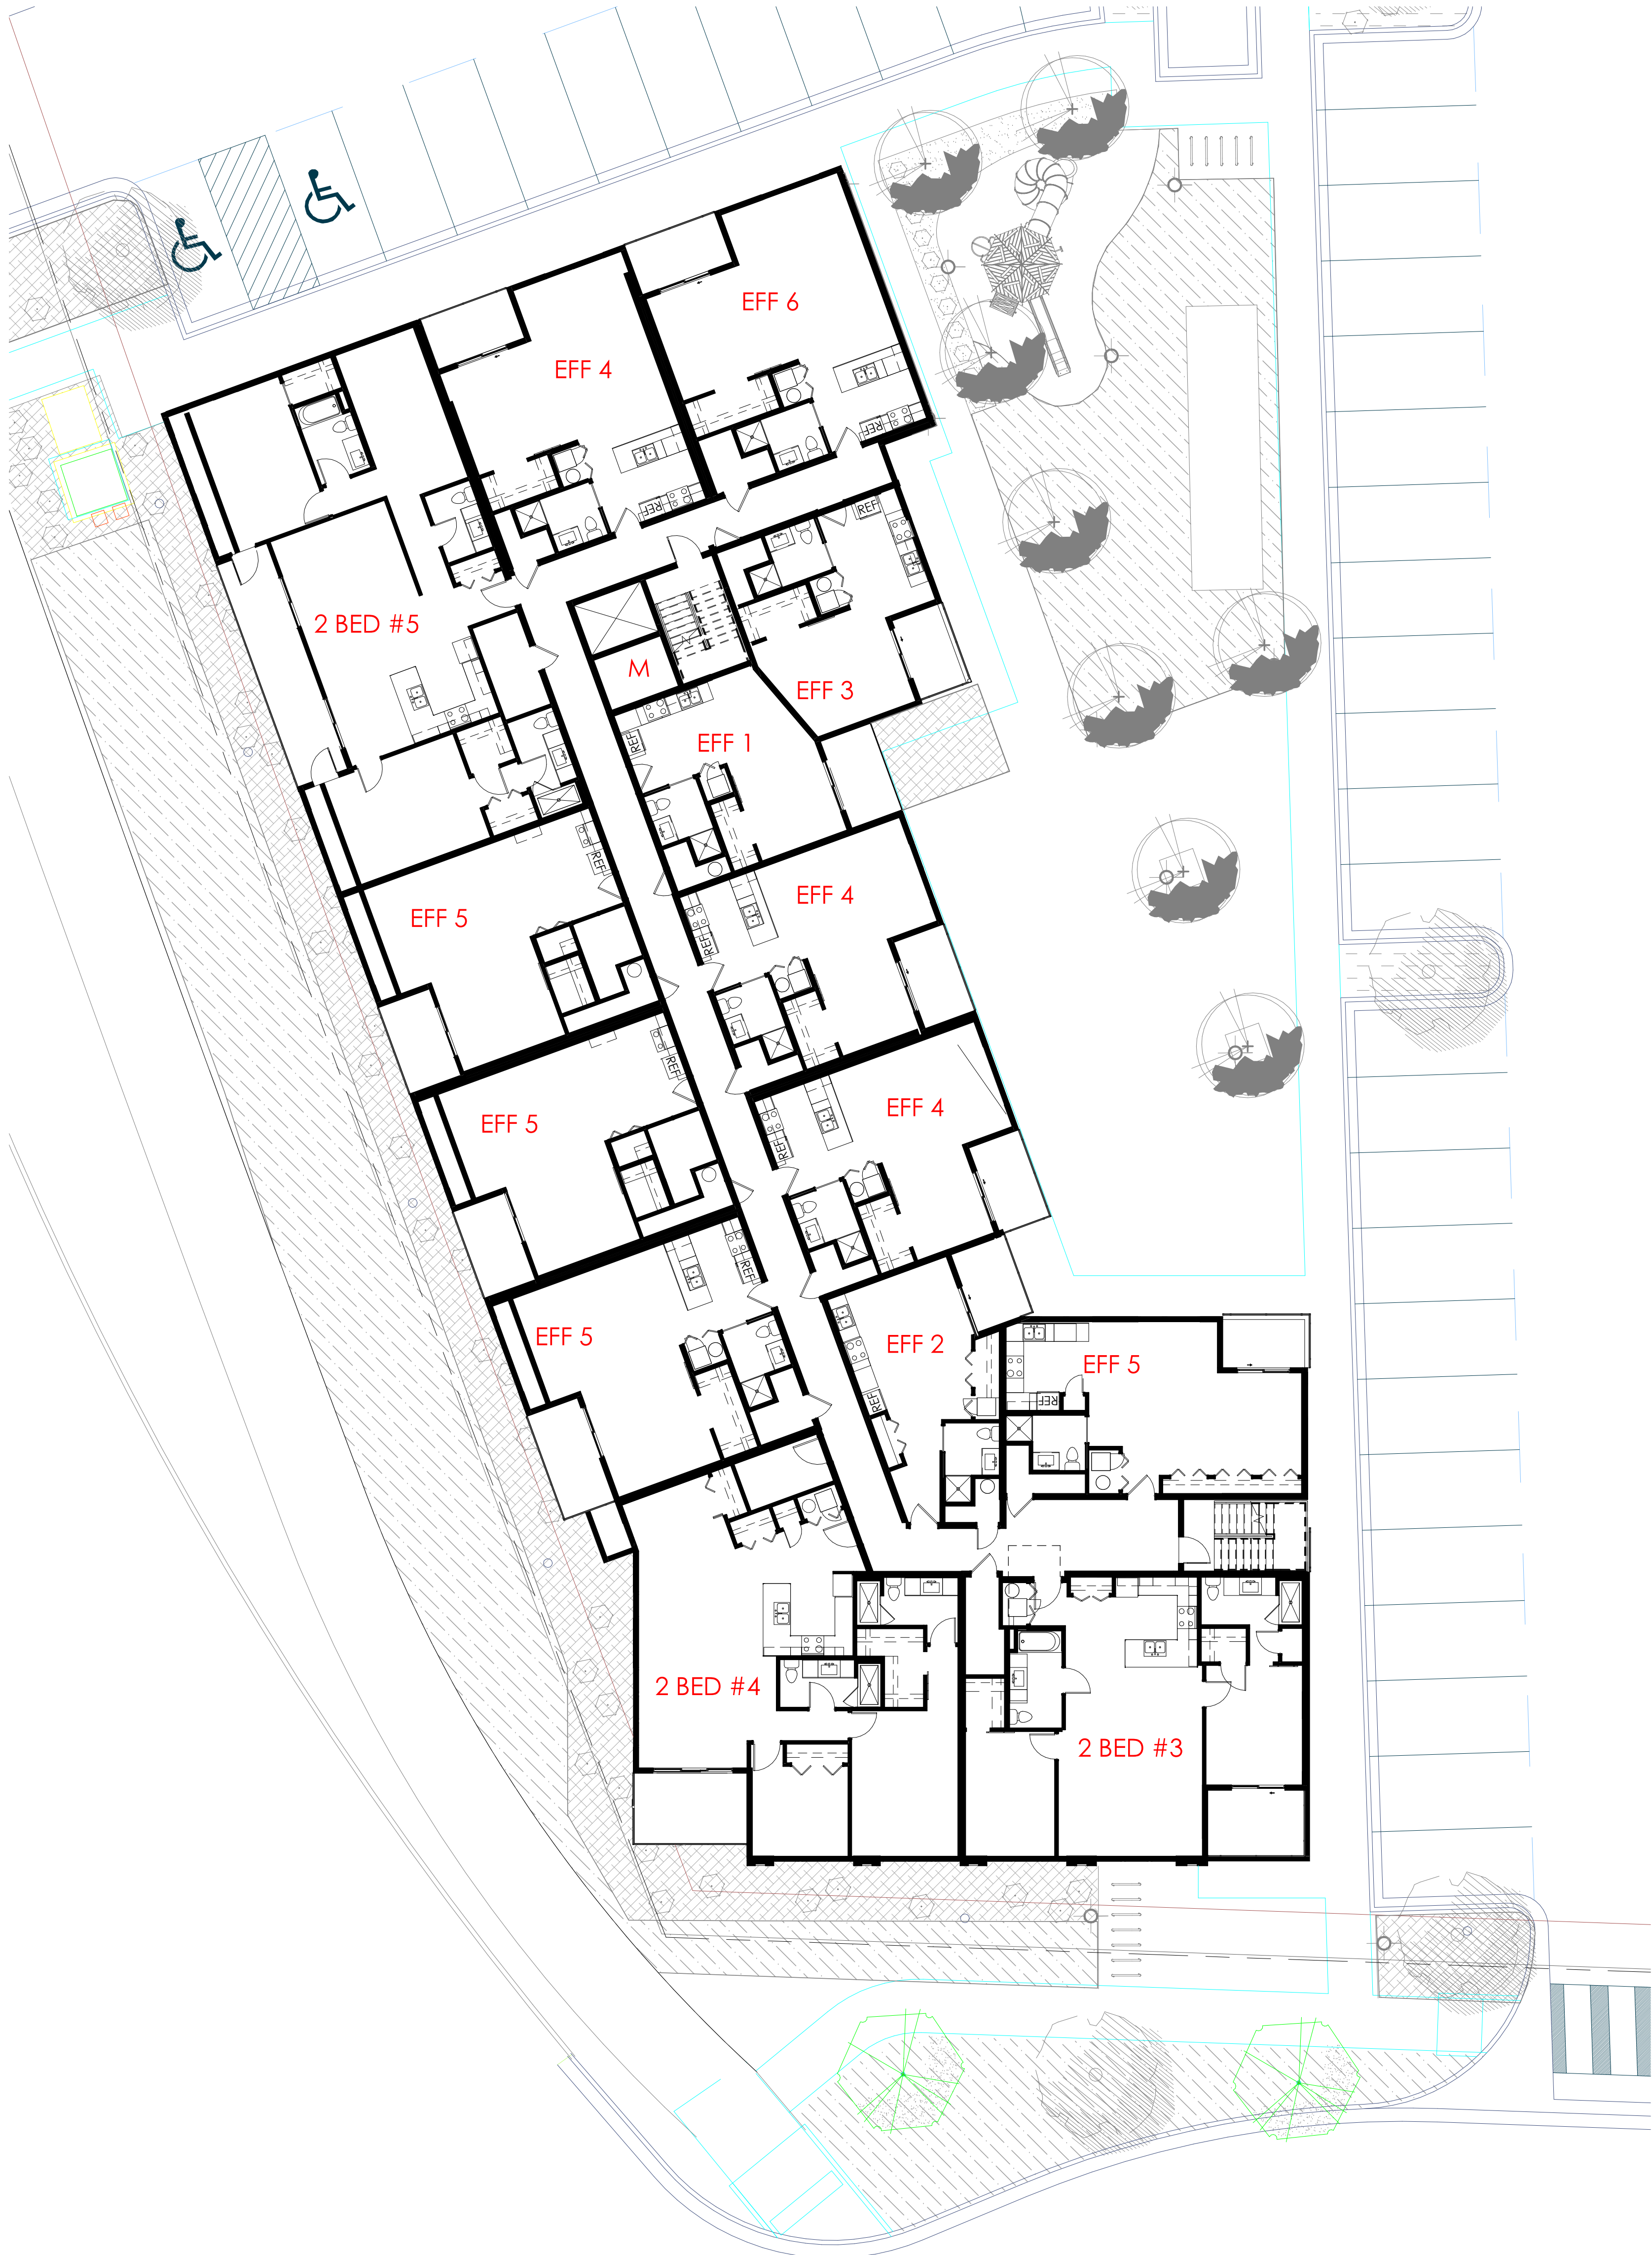 EFF 6
EFF 4
REF
REF
REF
2 BED #5
M
EFF 3
EFF 1
REF
REF
EFF 4
EFF 5
REF
REF
EFF 4
EFF 5
REF
REF
EFF 5
EFF 2
EFF 5
REF
REF
2 BED #4
2 BED #3